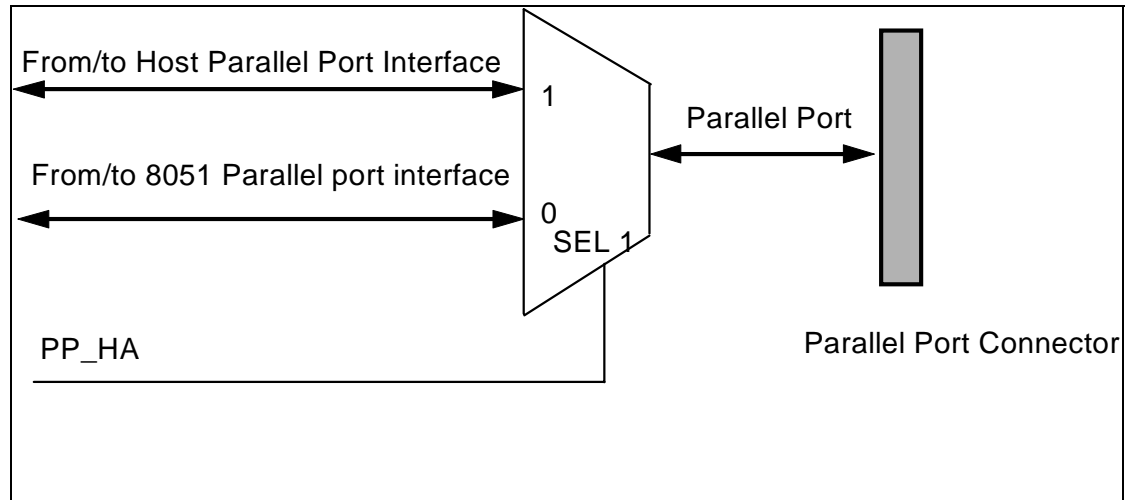 From/to Host Parallel Port Interface
1
Parallel Port
From/to 8051 Parallel port interface
0
SEL 1
PP_HA
Parallel Port Connector